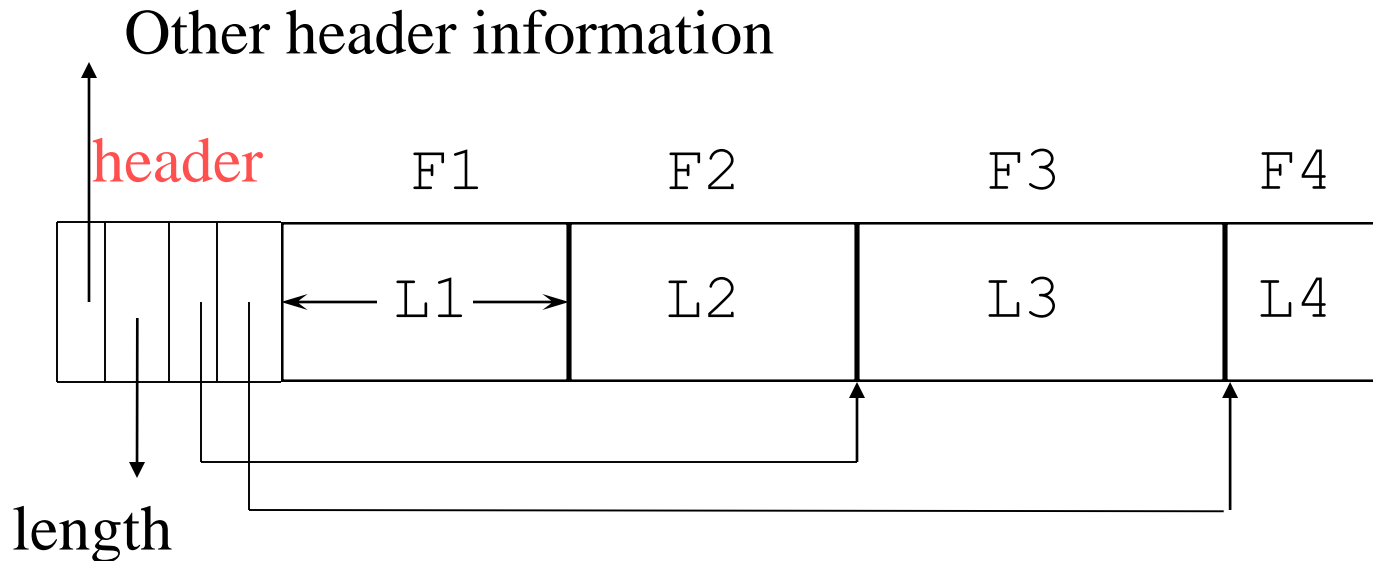 Other header information
header
F1 F2 F3 F4
L1 L2 L3 L4
length